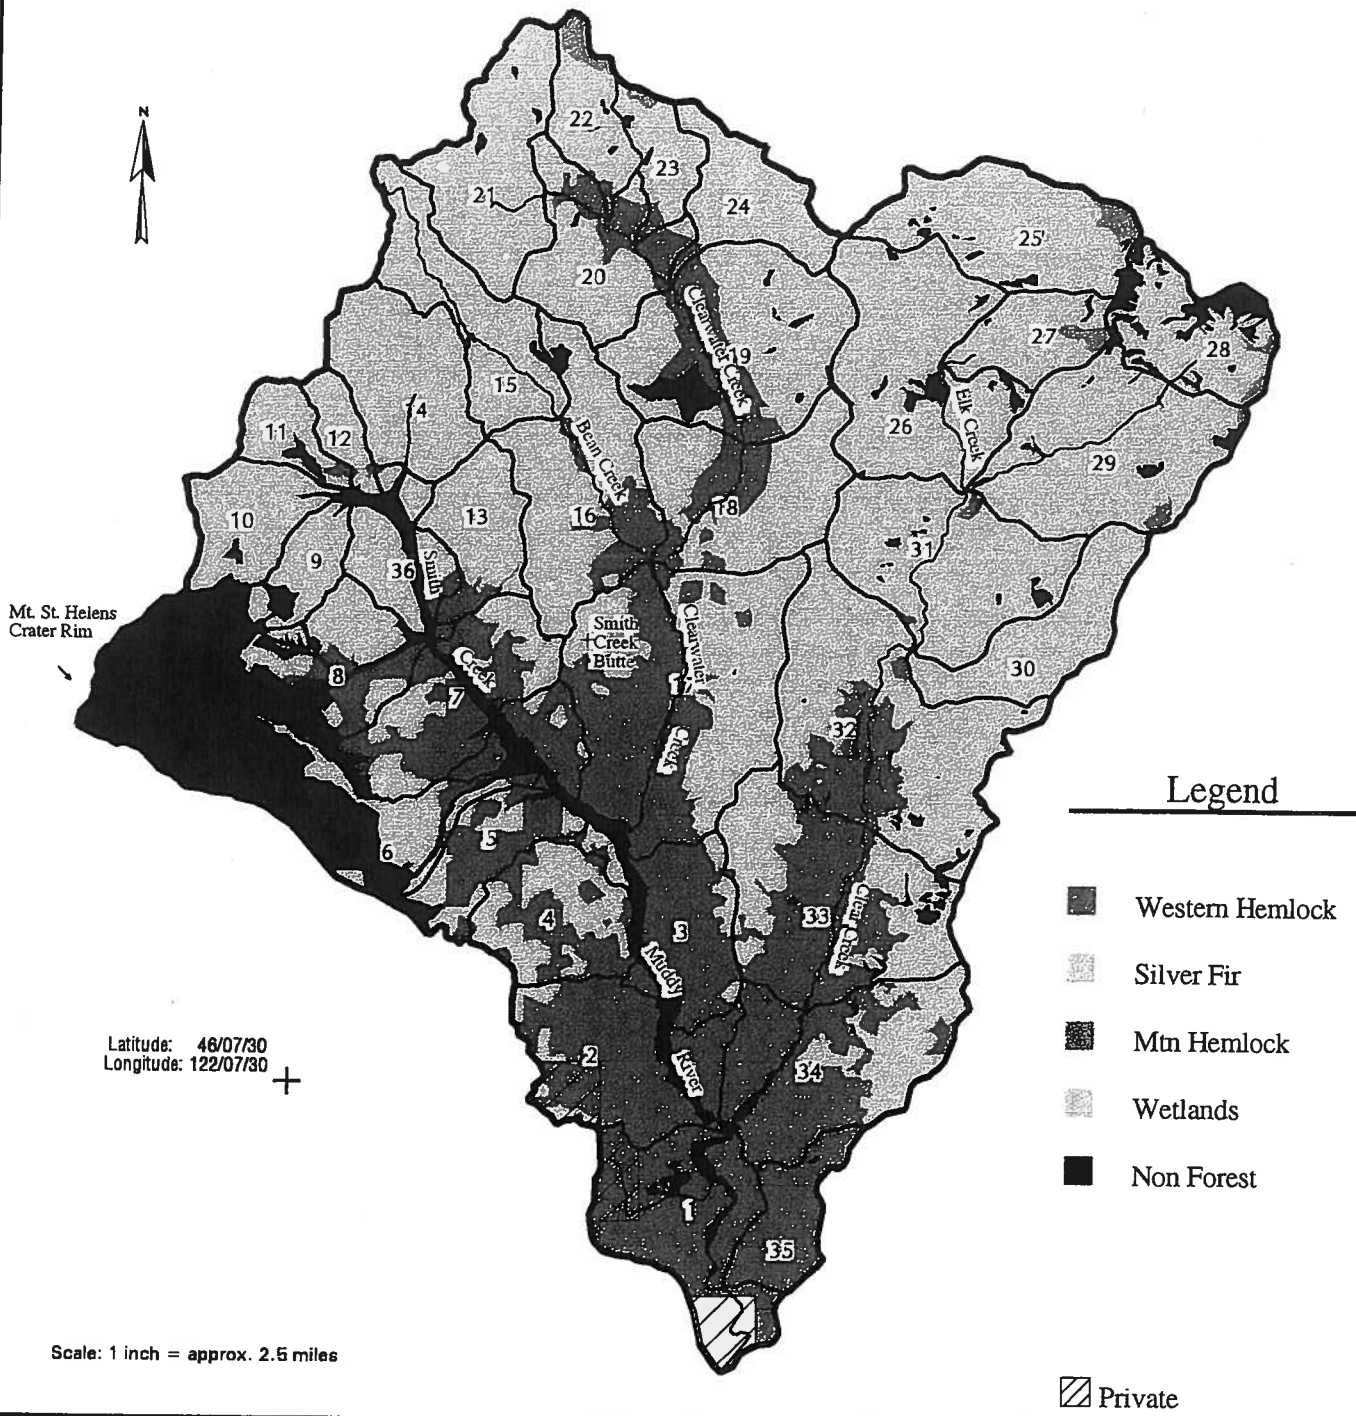 N
22
23
21
24
25
20
27
28
Clearwater Creek
19
15
14
26
Elk Creek
11
12
Bean Creek
29
10
13
16
18
31
9
36
Smith
Mt. St. Helens
Crater Rim
Smith
Creek
Butte
Clearwater
8
Creek
30
7
17
32
Creek
Legend
5
6
Western Hemlock
4
3
33
Clear Creek
Muddy
Silver Fir
Mtn Hemlock
Latitude: 46/07/30
Longitude: 122/07/30
2
River
34
Wetlands
Non Forest
1
35
Scale: 1 inch = approx. 2.5 miles
Private